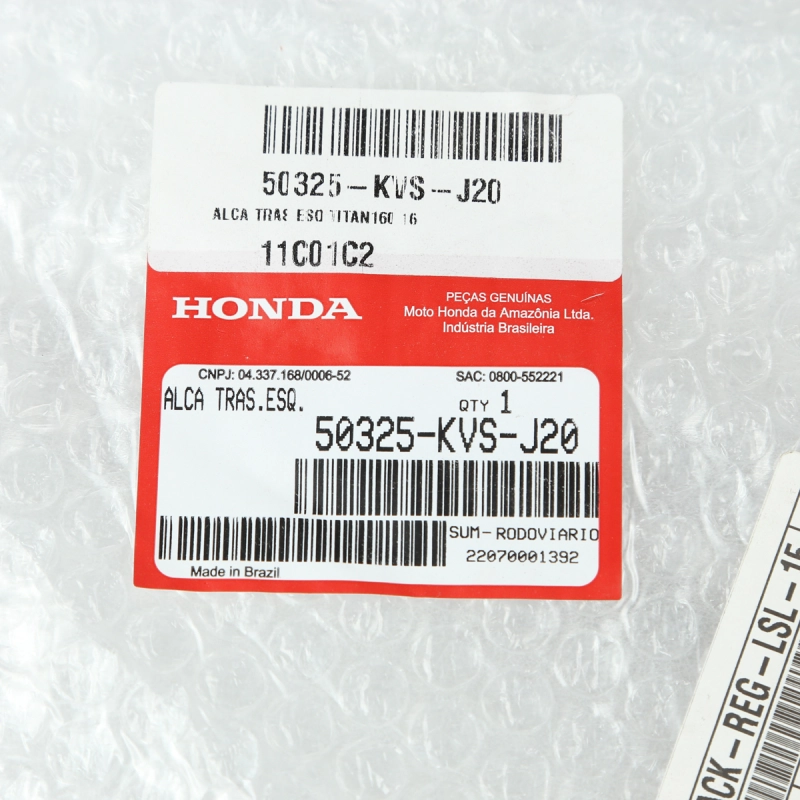 50325-KVS-J20
ALCA TRAS ESQ TITAN160 16
11C01C2
HONDA
PEÇAS GENUÍNAS
Moto Honda da Amazônia Ltda.
Indústria Brasileira
CNPJ: 04.337.168/0006-52
SAC: 0800-552221
ALCA TRAS.ESQ.
QTY 1
50325-KVS-J20
SUM-RODOVIARIO
22070001392
Made in Brazil
ACK-REG-LSL-15